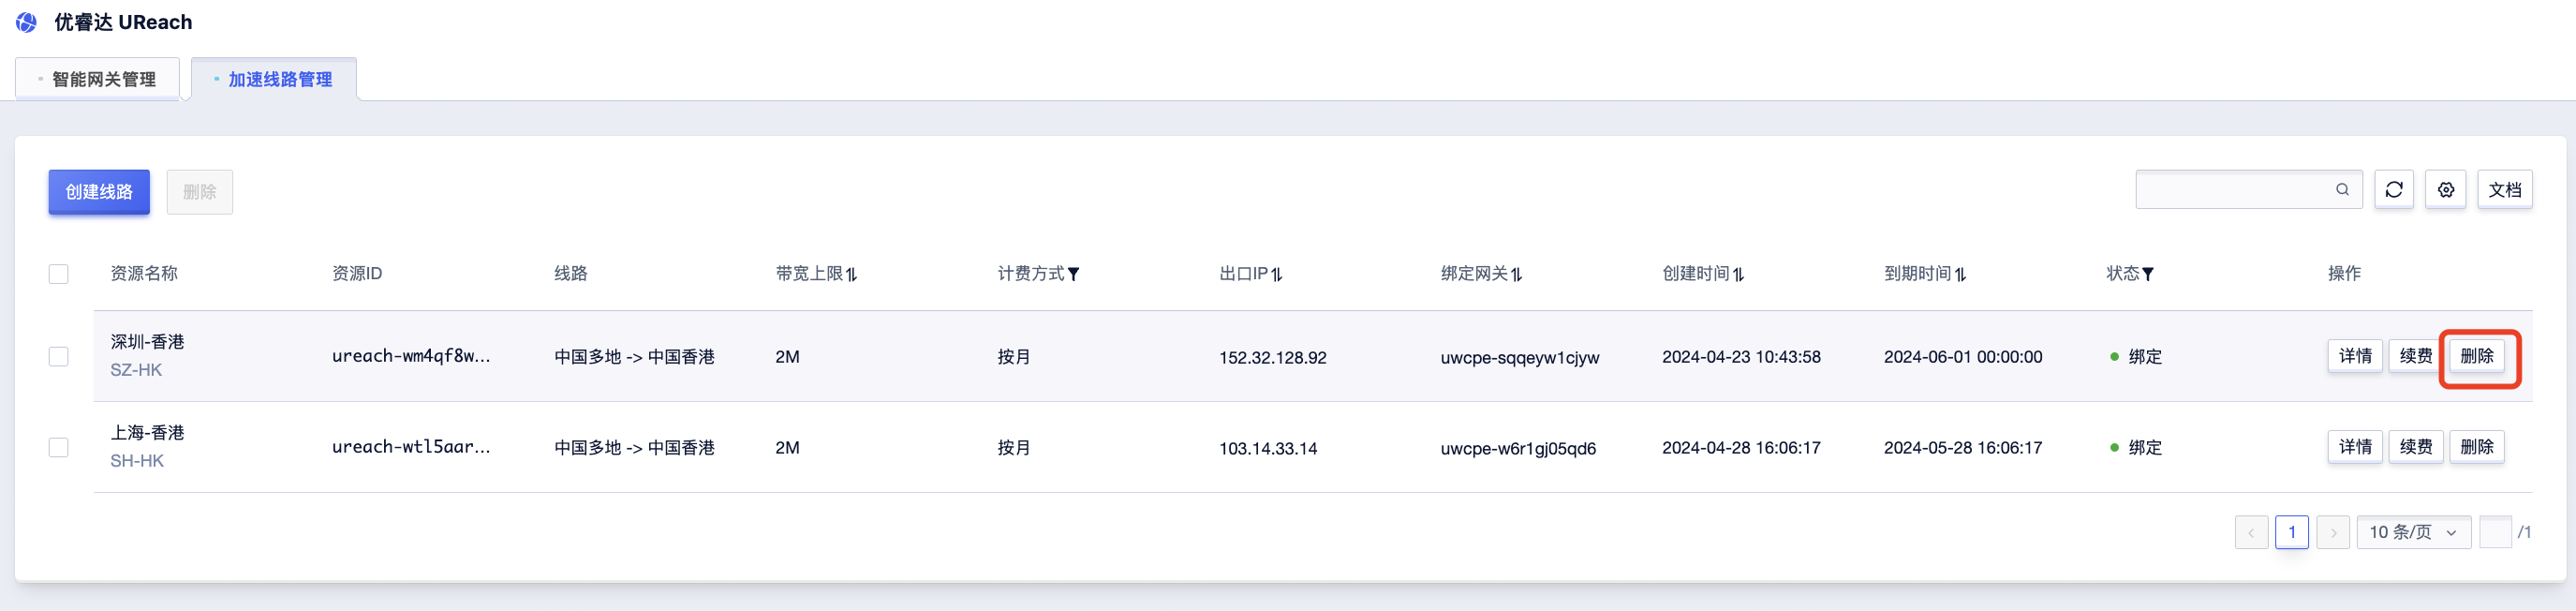 优睿达 UReach
智能网关管理 加速线路管理
创建线路 删除 文档
资源名称 资源ID 线路 带宽上限 计费方式 出口IP 绑定网关 创建时间 到期时间 状态 操作
深圳-香港 ureach-wm4qf8w... 中国多地 -> 中国香港 2M 按月 152.32.128.92 uwcpe-sqqeyw1cjyw 2024-04-23 10:43:58 2024-06-01 00:00:00 绑定 详情 续费 删除
SZ-HK
上海-香港 ureach-wtl5aar... 中国多地 -> 中国香港 2M 按月 103.14.33.14 uwcpe-w6r1gj05qd6 2024-04-28 16:06:17 2024-05-28 16:06:17 绑定 详情 续费 删除
SH-HK
1 10 条/页 /1